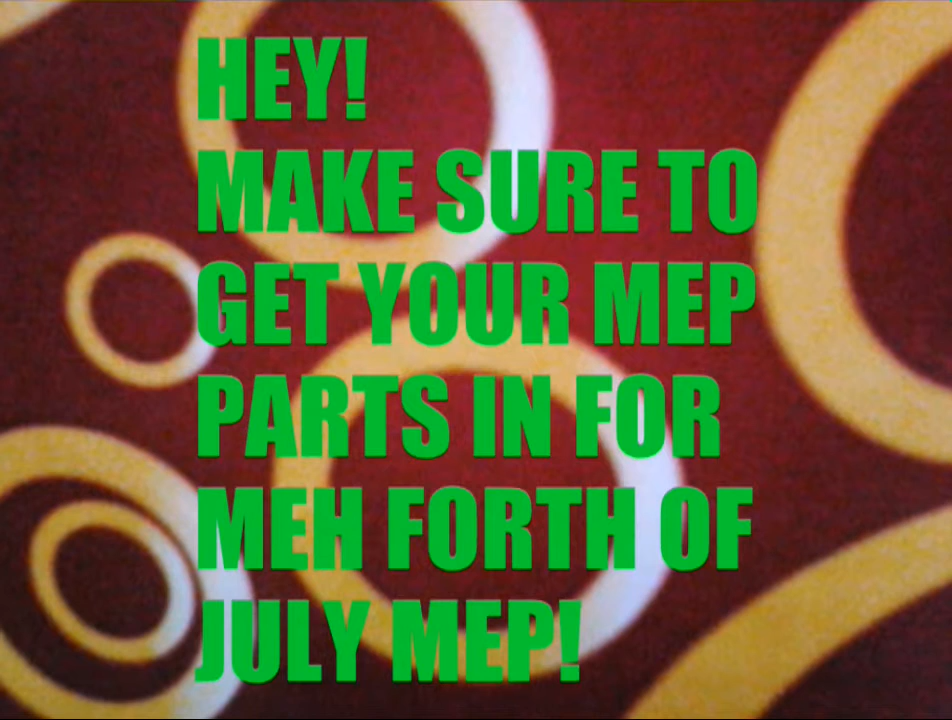 HEY!
MAKE SURE TO
GET YOUR MEP
PARTS IN FOR
MEH FORTH OF
JULY MEP!